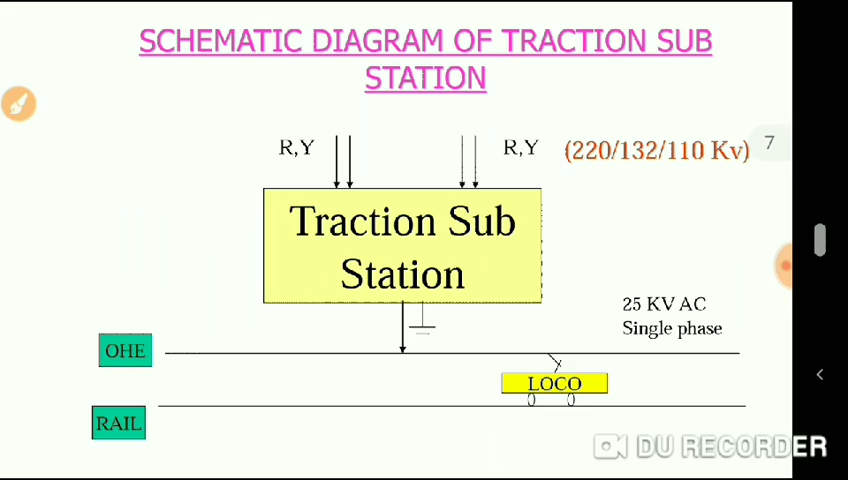 SCHEMATIC DIAGRAM OF TRACTION SUB
STATION
R,Y
R,Y
(220/132/110 Kv)
7
Traction Sub
Station
25 KV AC
Single phase
OHE
LOCO
RAIL
DU RECORDER